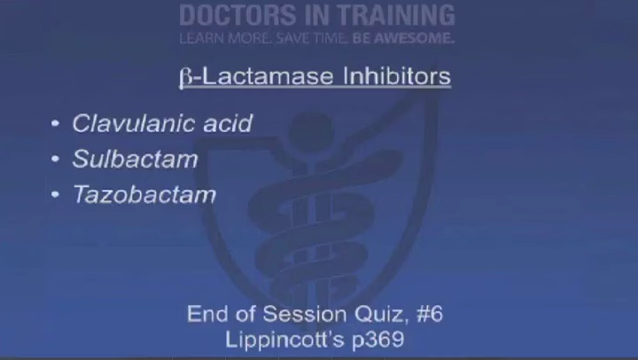 DOCTORS IN TRAINING
LEARN MORE. SAVE TIME. BE AWESOME.
β-Lactamase Inhibitors
• Clavulanic acid
• Sulbactam
• Tazobactam
End of Session Quiz, #6
Lippincott's p369